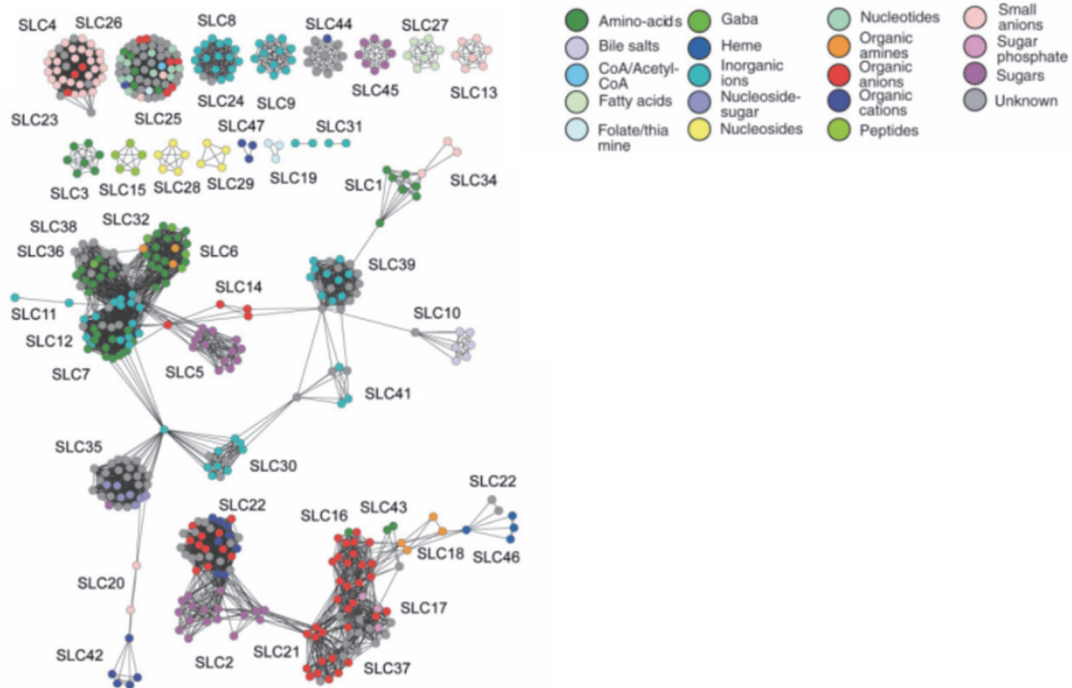 SLC4
SLC26
SLC8
SLC44
SLC27
SLC23
SLC25
SLC24
SLC9
SLC45
SLC13
SLC47
SLC31
SLC3
SLC15
SLC28
SLC29
SLC19
SLC1
SLC34
SLC38
SLC32
SLC36
SLC6
SLC39
SLC14
SLC11
SLC10
SLC12
SLC7
SLC5
SLC41
SLC35
SLC30
SLC22
SLC22
SLC16
SLC43
SLC18
SLC46
SLC20
SLC17
SLC42
SLC2
SLC21
SLC37
Amino-acids
Bile salts
CoA/Acetyl-
CoA
Fatty acids
Folate/thia
mine
Gaba
Heme
Inorganic
ions
Nucleoside-
sugar
Nucleosides
Nucleotides
Organic
amines
Organic
anions
Organic
cations
Peptides
Small
anions
Sugar
phosphate
Sugars
Unknown